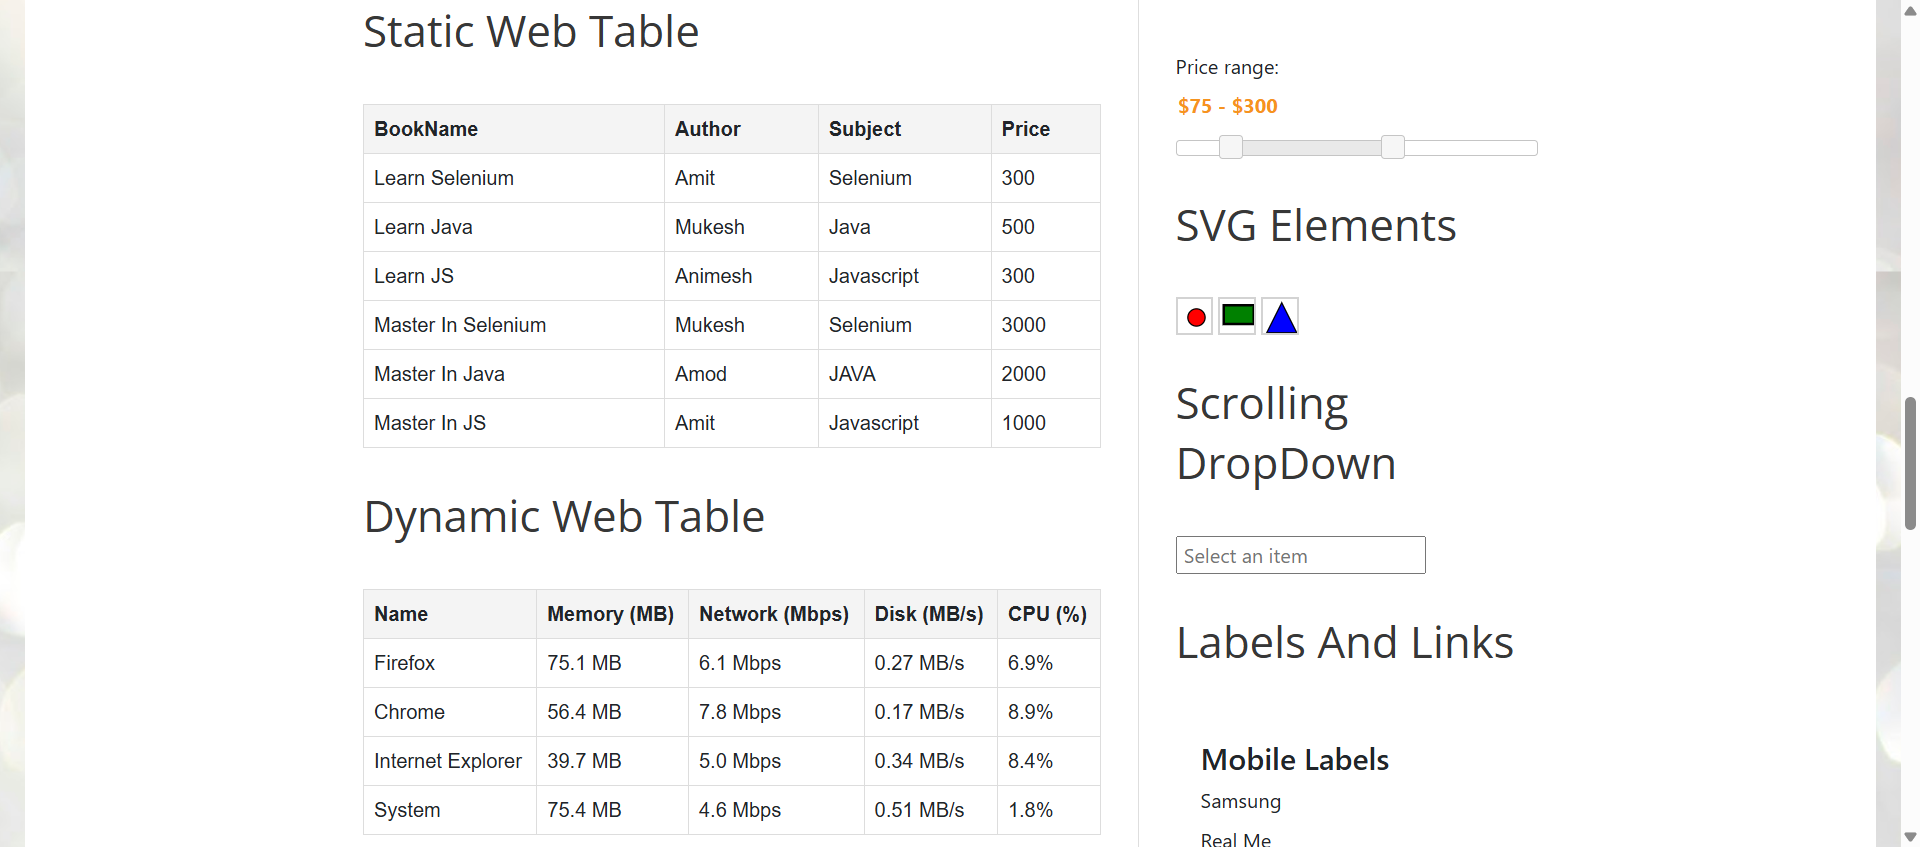 Static Web Table
BookName Author Subject Price
Learn Selenium Amit Selenium 300
Learn Java Mukesh Java 500
Learn JS Animesh Javascript 300
Master In Selenium Mukesh Selenium 3000
Master In Java Amod JAVA 2000
Master In JS Amit Javascript 1000
Dynamic Web Table
Name Memory (MB) Network (Mbps) Disk (MB/s) CPU (%)
Firefox 75.1 MB 6.1 Mbps 0.27 MB/s 6.9%
Chrome 56.4 MB 7.8 Mbps 0.17 MB/s 8.9%
Internet Explorer 39.7 MB 5.0 Mbps 0.34 MB/s 8.4%
System 75.4 MB 4.6 Mbps 0.51 MB/s 1.8%
Price range:
$75 - $300
SVG Elements
Scrolling
DropDown
Select an item
Labels And Links
Mobile Labels
Samsung
Real Me